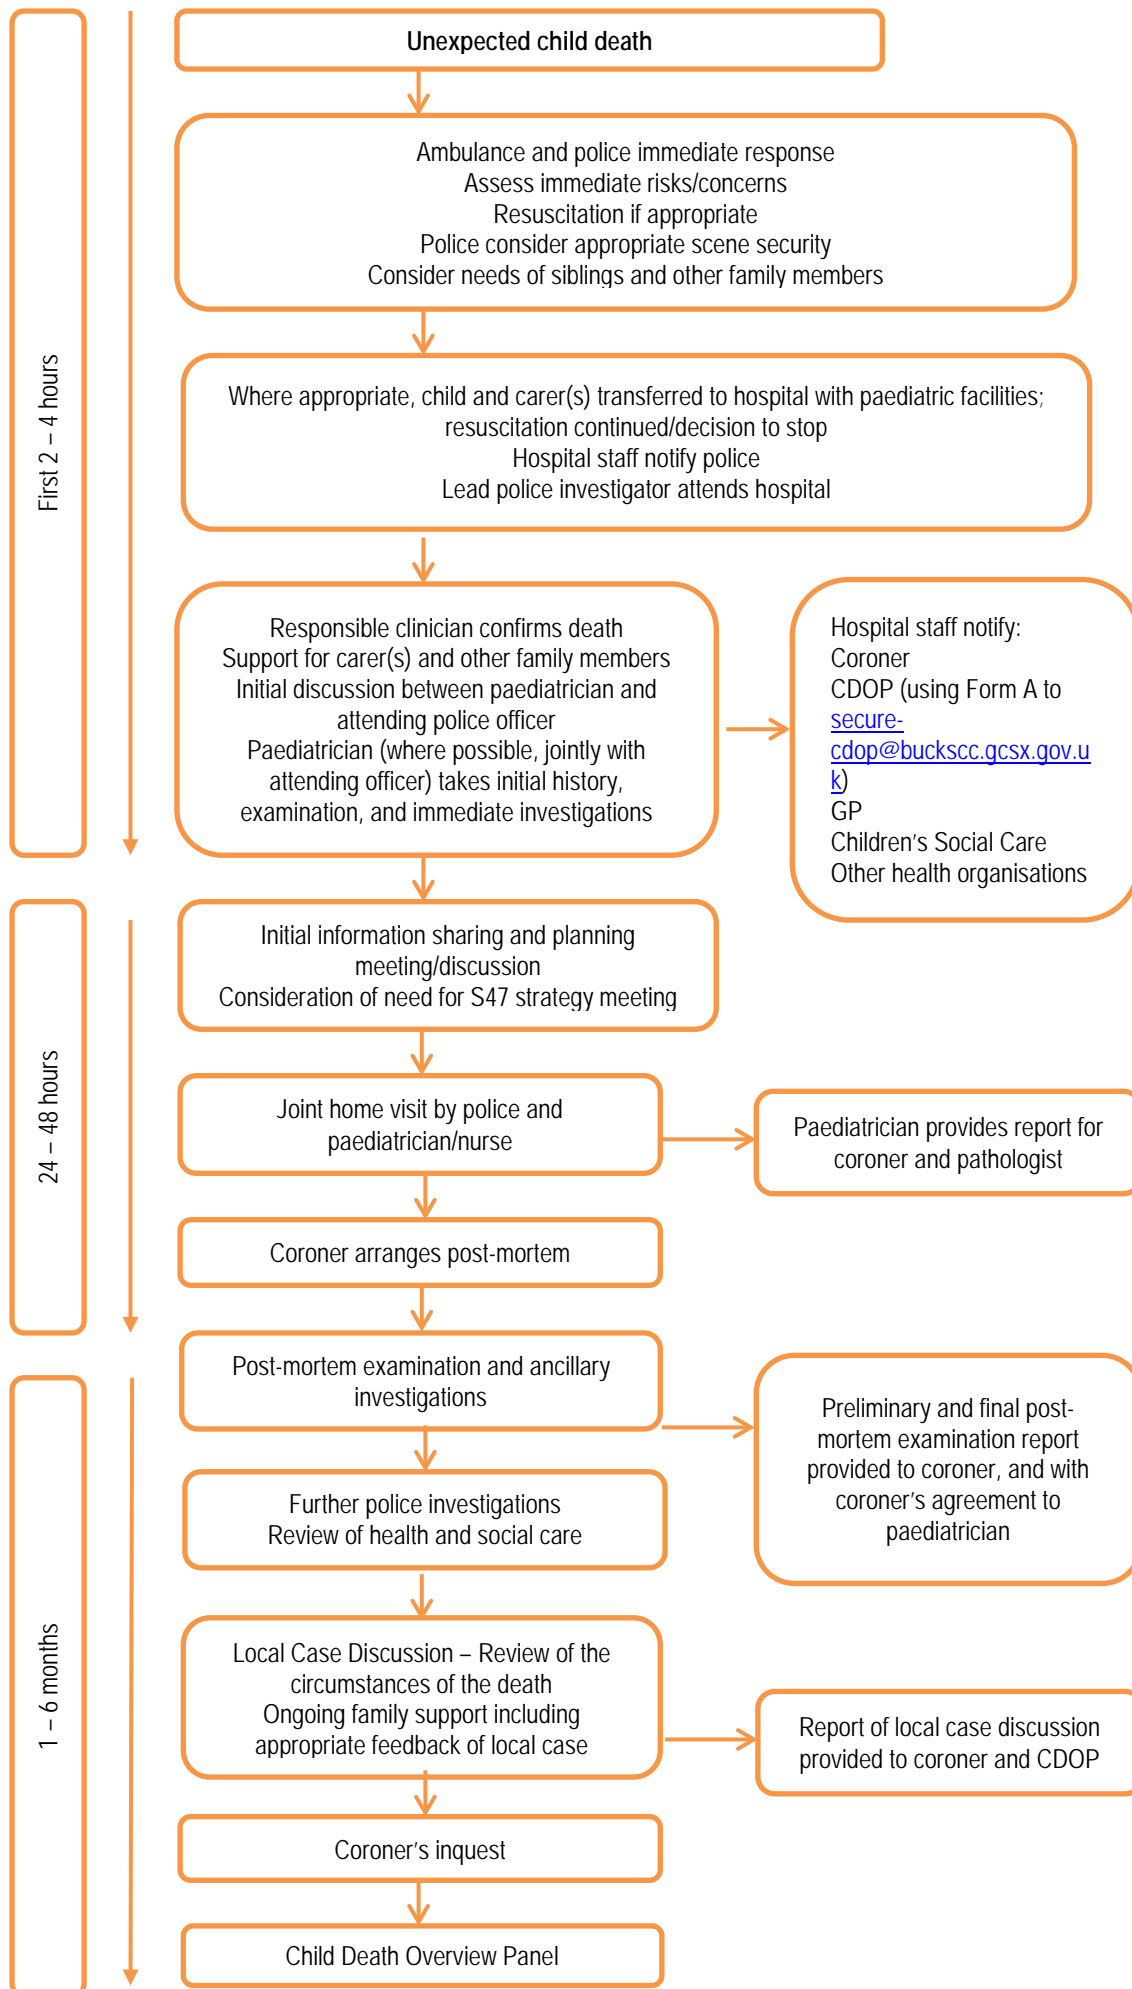 Unexpected child death
Ambulance and police immediate response
Assess immediate risks/concerns
Resuscitation if appropriate
Police consider appropriate scene security
Consider needs of siblings and other family members
First 2 – 4 hours
Where appropriate, child and carer(s) transferred to hospital with paediatric facilities;
resuscitation continued/decision to stop
Hospital staff notify police
Lead police investigator attends hospital
Responsible clinician confirms death
Support for carer(s) and other family members
Initial discussion between paediatrician and
attending police officer
Paediatrician (where possible, jointly with
attending officer) takes initial history,
examination, and immediate investigations
Hospital staff notify:
Coroner
CDOP (using Form A to
secure-
cdop@buckscc.gcsx.gov.u
k)
GP
Children’s Social Care
Other health organisations
24 – 48 hours
Initial information sharing and planning
meeting/discussion
Consideration of need for S47 strategy meeting
Joint home visit by police and
paediatrician/nurse
Paediatrician provides report for
coroner and pathologist
Coroner arranges post-mortem
1 – 6 months
Post-mortem examination and ancillary
investigations
Preliminary and final post-
mortem examination report
provided to coroner, and with
coroner’s agreement to
paediatrician
Further police investigations
Review of health and social care
Local Case Discussion – Review of the
circumstances of the death
Ongoing family support including
appropriate feedback of local case
Report of local case discussion
provided to coroner and CDOP
Coroner’s inquest
Child Death Overview Panel